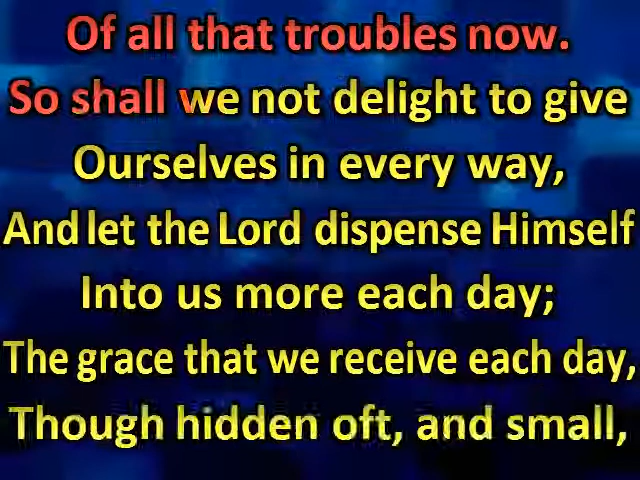 Of all that troubles now.
So shall we not delight to give
Ourselves in every way,
And let the Lord dispense Himself
Into us more each day;
The grace that we receive each day,
Though hidden oft, and small,